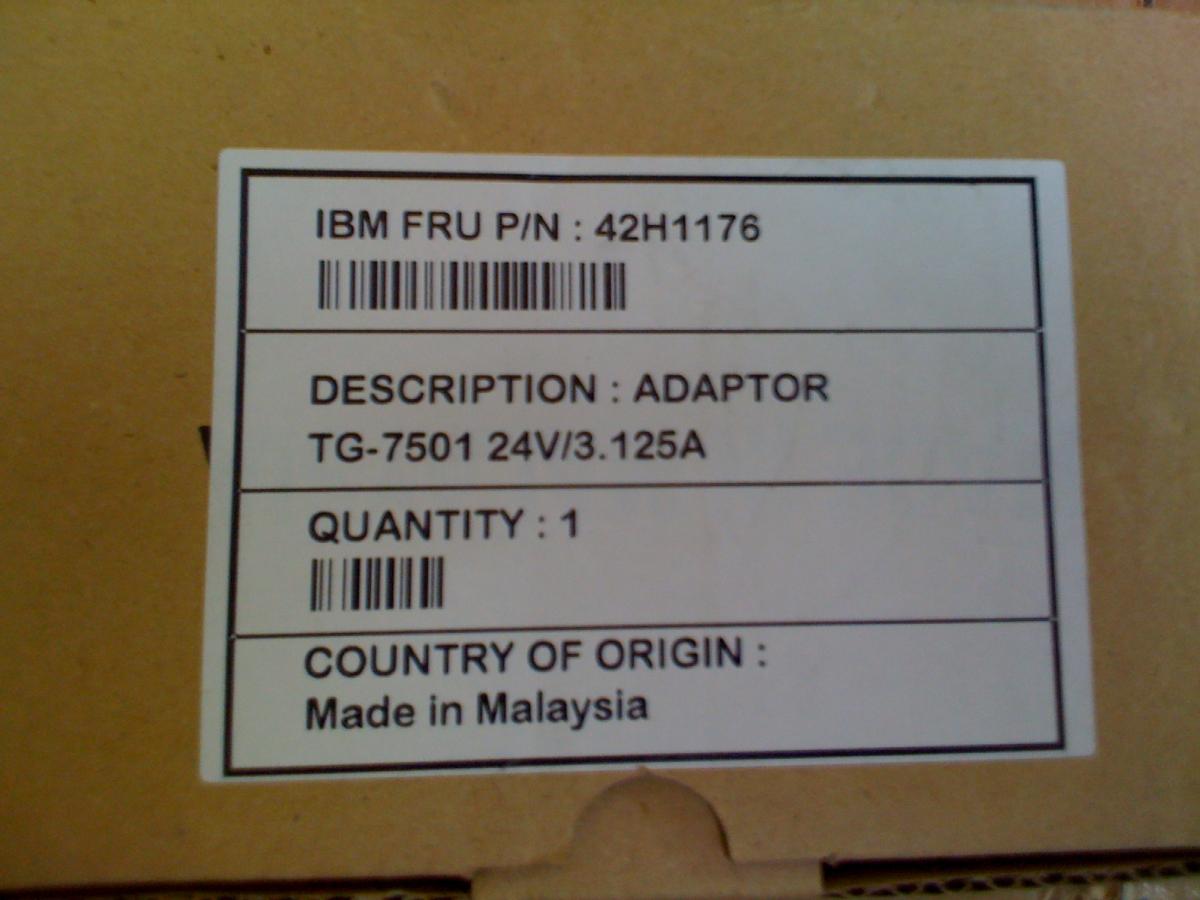 IBM FRU P/N : 42H1176
DESCRIPTION : ADAPTOR
TG-7501 24V/3.125A
QUANTITY : 1
COUNTRY OF ORIGIN :
Made in Malaysia